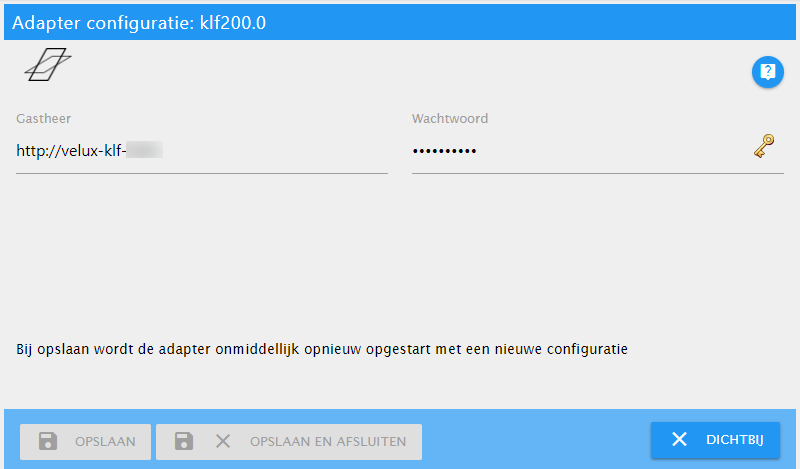 Adapter configuratie: klf200.0
Gastheer
Wachtwoord
http://velux-klf-
••••••••••
Bij opslaan wordt de adapter onmiddellijk opnieuw opgestart met een nieuwe configuratie
OPSLAAN
OPSLAAN EN AFSLUITEN
DICHTBIJ